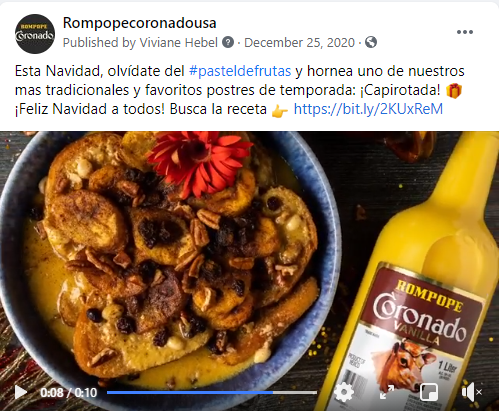 Rompopecoronadousa
Published by Viviane Hebel · December 25, 2020 ·
Esta Navidad, olvídate del #pasteldefrutas y hornea uno de nuestros
mas tradicionales y favoritos postres de temporada: ¡Capirotada! 🎁
¡Feliz Navidad a todos! Busca la receta 👉 https://bit.ly/2KUxReM
ROMPOPE
Coronado
ROMPOPE
Coronado
VANILLA
1 Liter
0:08 / 0:10